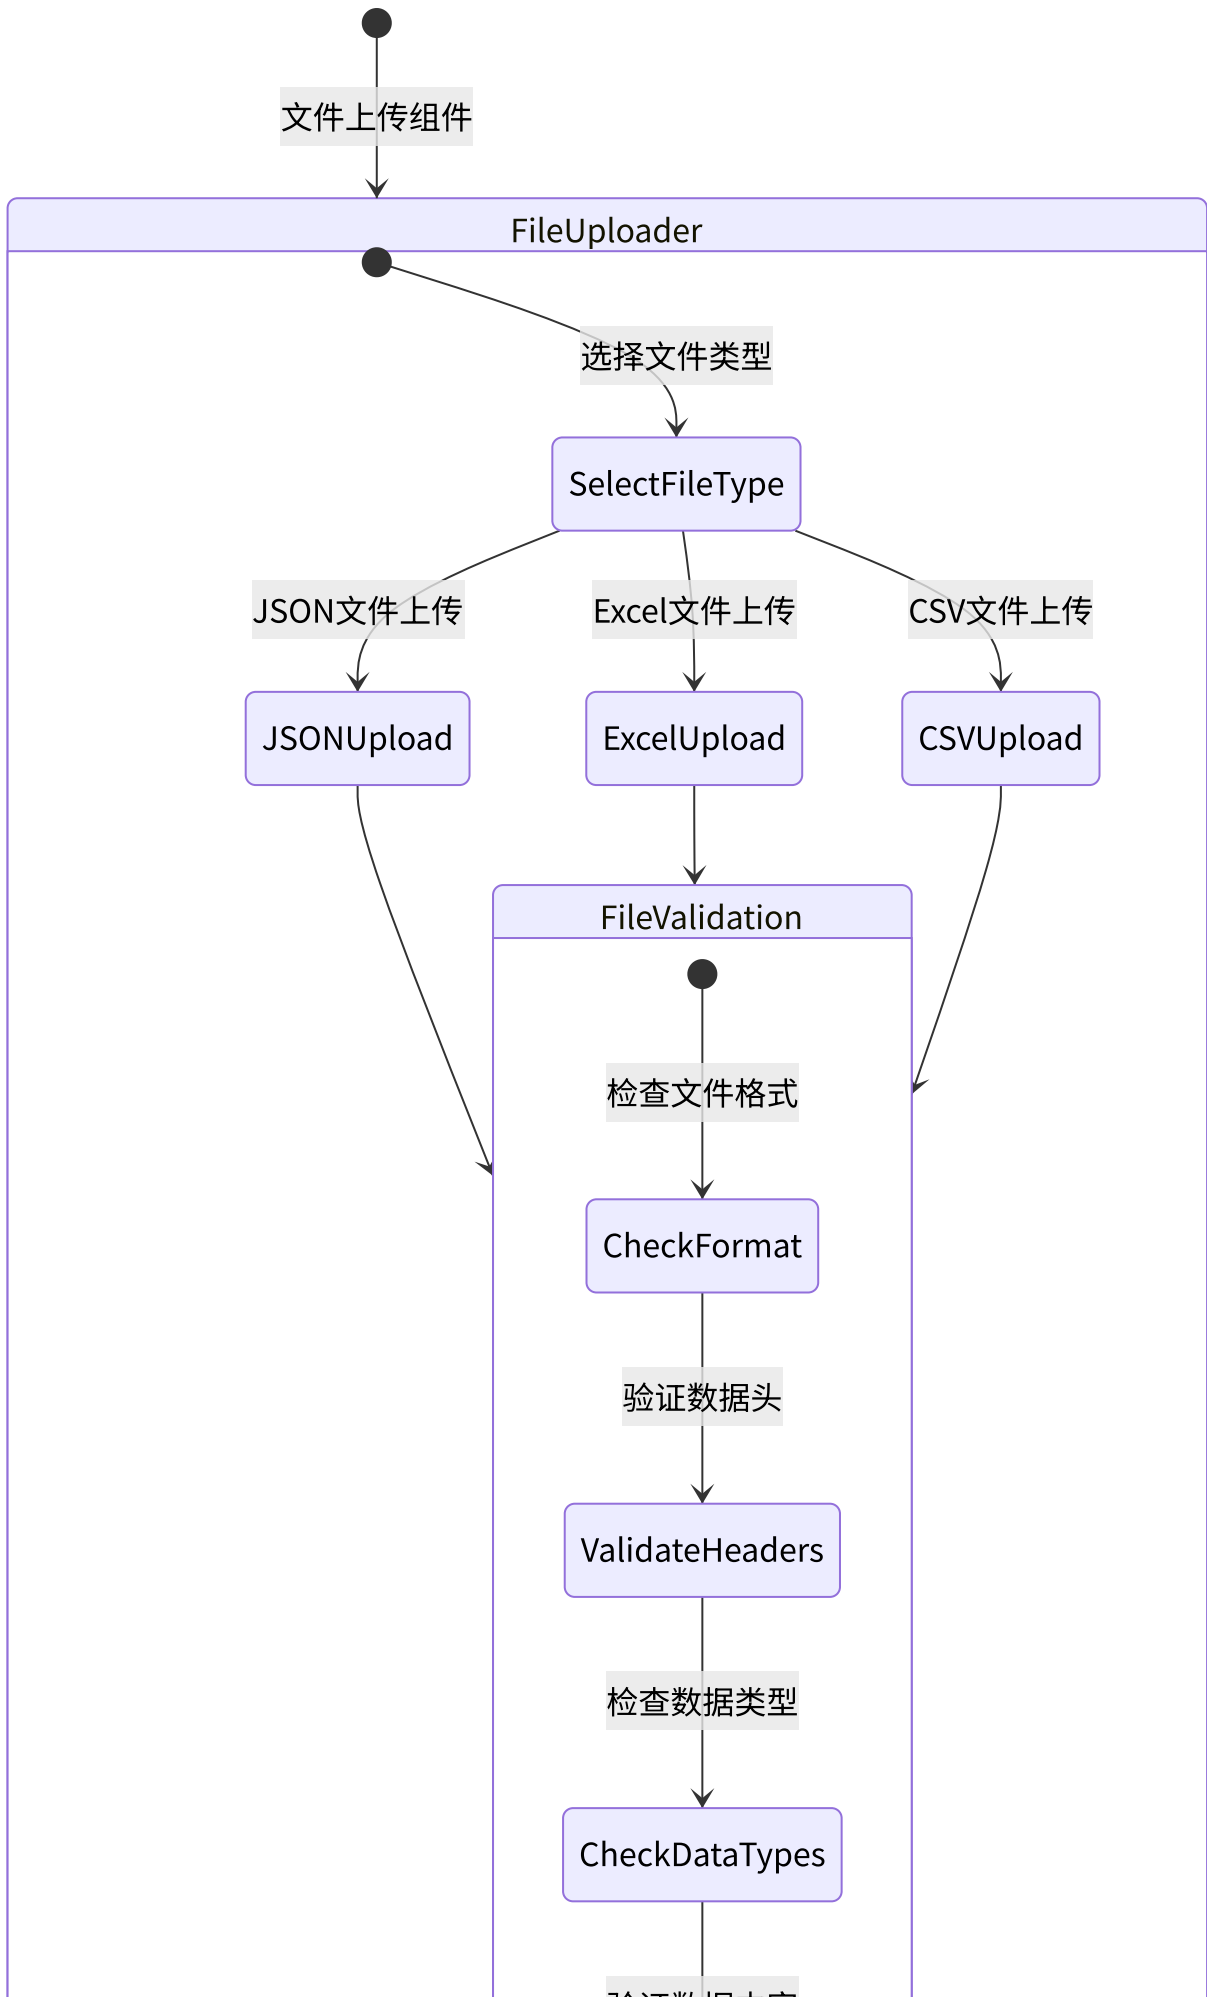 文件上传组件
FileUploader
选择文件类型
SelectFileType
JSON文件上传
Excel文件上传
CSV文件上传
JSONUpload
ExcelUpload
CSVUpload
FileValidation
检查文件格式
CheckFormat
验证数据头
ValidateHeaders
检查数据类型
CheckDataTypes